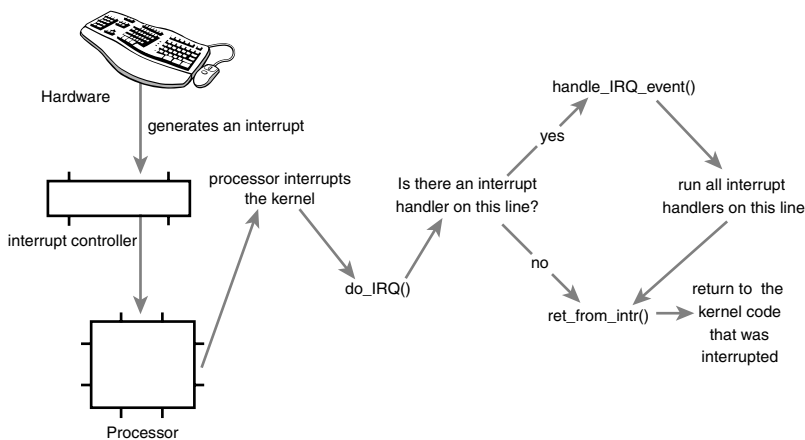 Hardware
generates an interrupt
interrupt controller
Processor
processor interrupts
the kernel
do_IRQ()
Is there an interrupt
handler on this line?
yes
no
handle_IRQ_event()
run all interrupt
handlers on this line
ret_from_intr()
return to the
kernel code
that was
interrupted